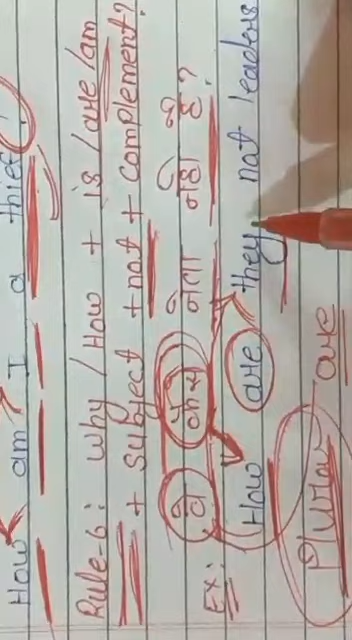 How am I a thief?
Rule-6: Why / How + is/are/am
+ subject + not + complement?
Ex: वे कैसे नेता नही है?
How are they not leaders
Plural are